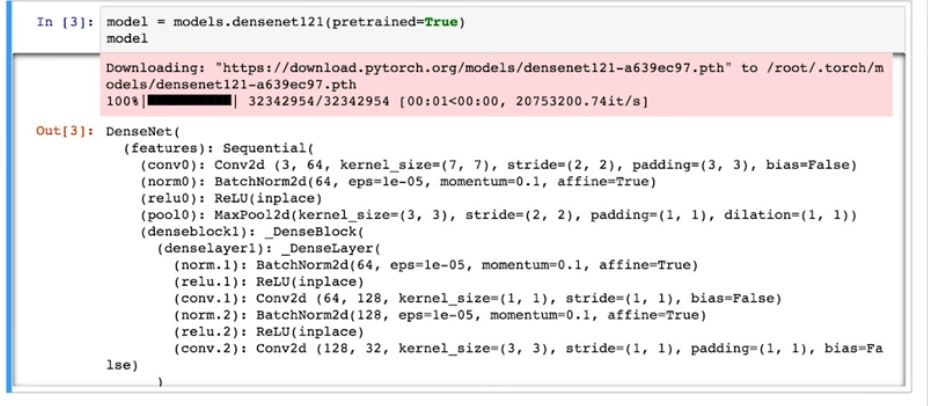 In [3]: model = models.densenet121(pretrained=True)
model
Downloading: "https://download.pytorch.org/models/densenet121-a639ec97.pth" to /root/.torch/m
odels/densenet121-a639ec97.pth
100%|██████████| 32342954/32342954 [00:01<00:00, 20753200.74it/s]
Out[3]: DenseNet(
(features): Sequential(
(conv0): Conv2d (3, 64, kernel_size=(7, 7), stride=(2, 2), padding=(3, 3), bias=False)
(norm0): BatchNorm2d(64, eps=1e-05, momentum=0.1, affine=True)
(relu0): ReLU(inplace)
(pool0): MaxPool2d(kernel_size=(3, 3), stride=(2, 2), padding=(1, 1), dilation=(1, 1))
(denseblock1): _DenseBlock(
(denselayer1): _DenseLayer(
(norm.1): BatchNorm2d(64, eps=1e-05, momentum=0.1, affine=True)
(relu.1): ReLU(inplace)
(conv.1): Conv2d (64, 128, kernel_size=(1, 1), stride=(1, 1), bias=False)
(norm.2): BatchNorm2d(128, eps=1e-05, momentum=0.1, affine=True)
(relu.2): ReLU(inplace)
(conv.2): Conv2d (128, 32, kernel_size=(3, 3), stride=(1, 1), padding=(1, 1), bias=Fa
lse)
)